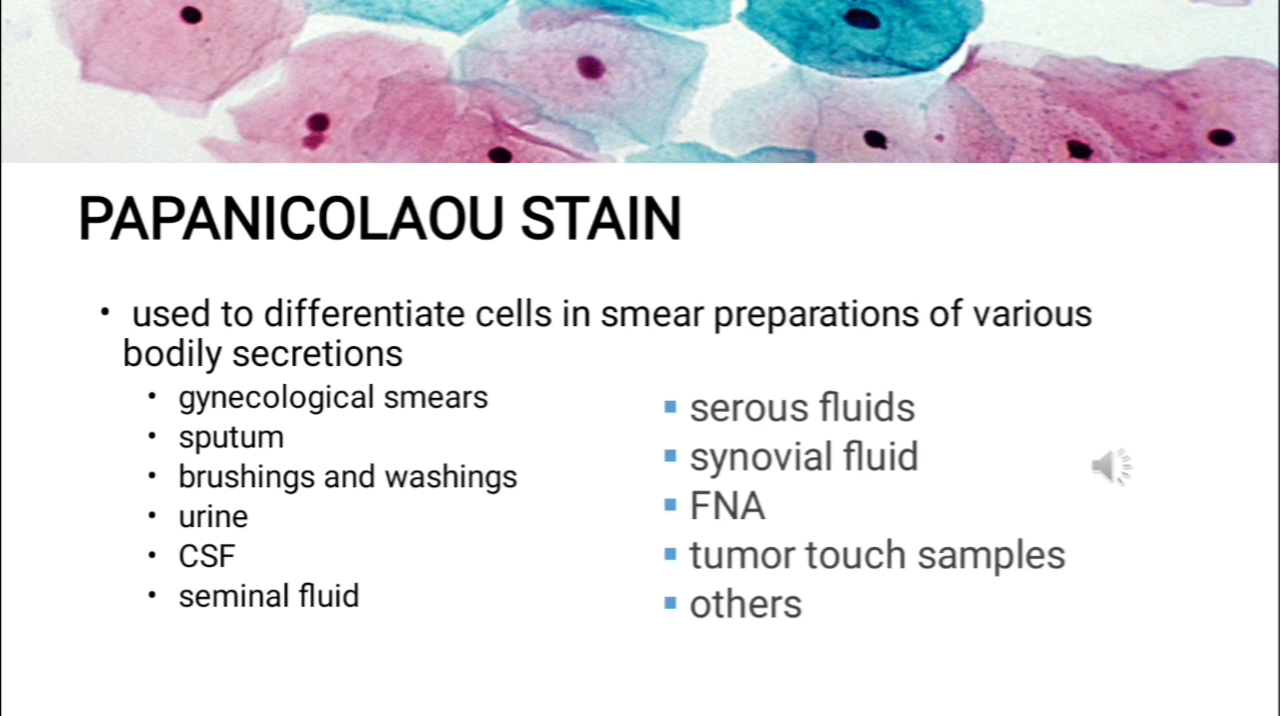 PAPANICOLAOU STAIN
• used to differentiate cells in smear preparations of various
bodily secretions
• gynecological smears
• sputum
• brushings and washings
• urine
• CSF
• seminal fluid
▪ serous fluids
▪ synovial fluid
▪ FNA
▪ tumor touch samples
▪ others